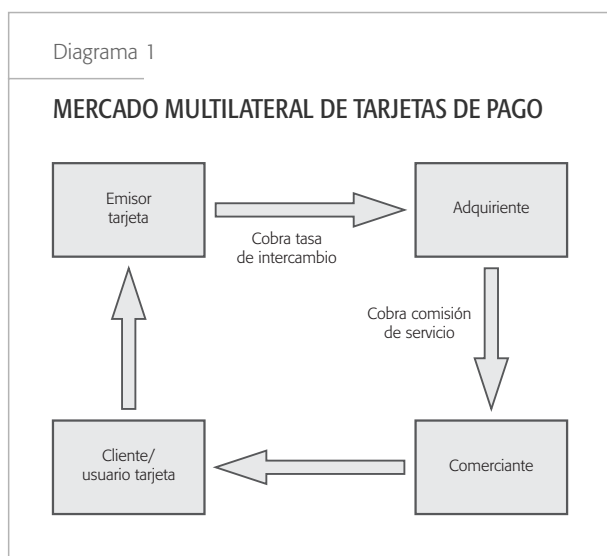 Diagrama 1
MERCADO MULTILATERAL DE TARJETAS DE PAGO
Emisor
tarjeta
Adquiriente
Cobra tasa
de intercambio
Cobra comisión
de servicio
Cliente/
usuario tarjeta
Comerciante